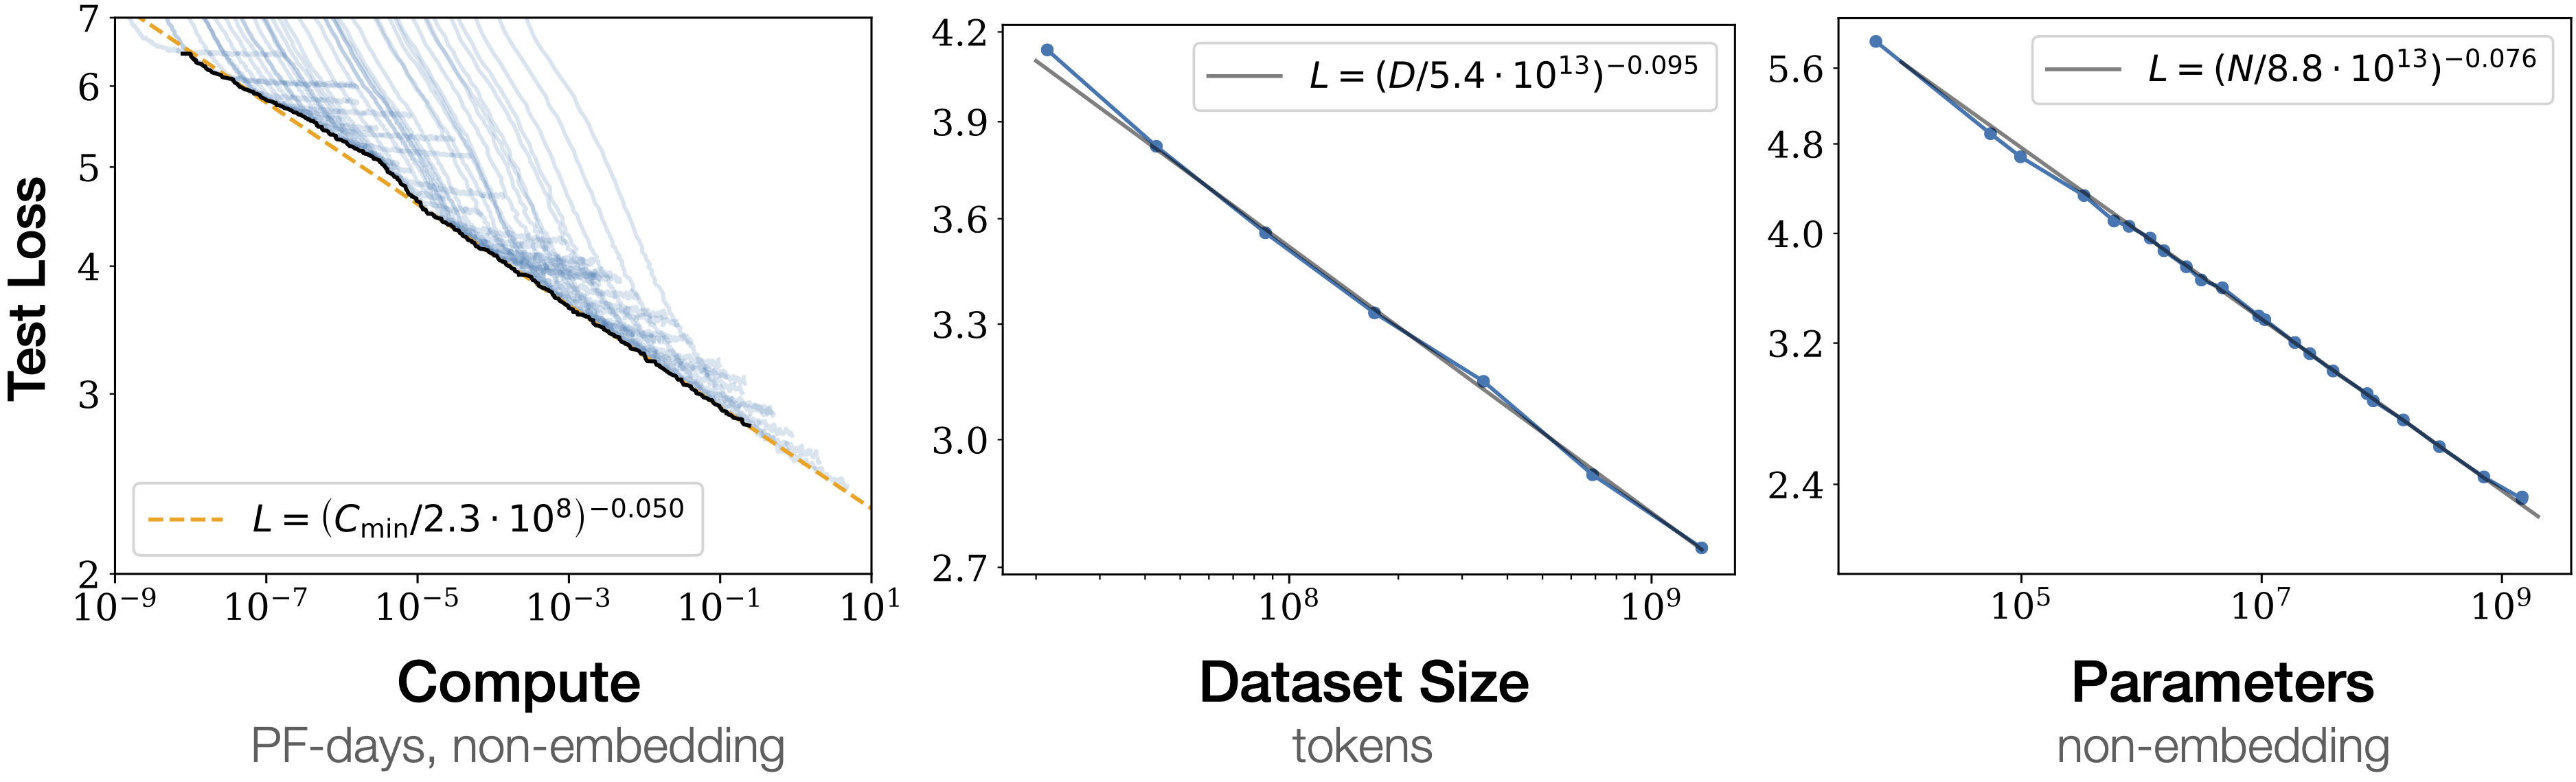 Test Loss
7
6
5
4
3
2
L = (C_min/2.3 · 10^8)^−0.050
10^−9 10^−7 10^−5 10^−3 10^−1 10^1
Compute
PF-days, non-embedding
4.2
3.9
3.6
3.3
3.0
2.7
L = (D/5.4 · 10^13)^−0.095
10^8 10^9
Dataset Size
tokens
5.6
4.8
4.0
3.2
2.4
L = (N/8.8 · 10^13)^−0.076
10^5 10^7 10^9
Parameters
non-embedding